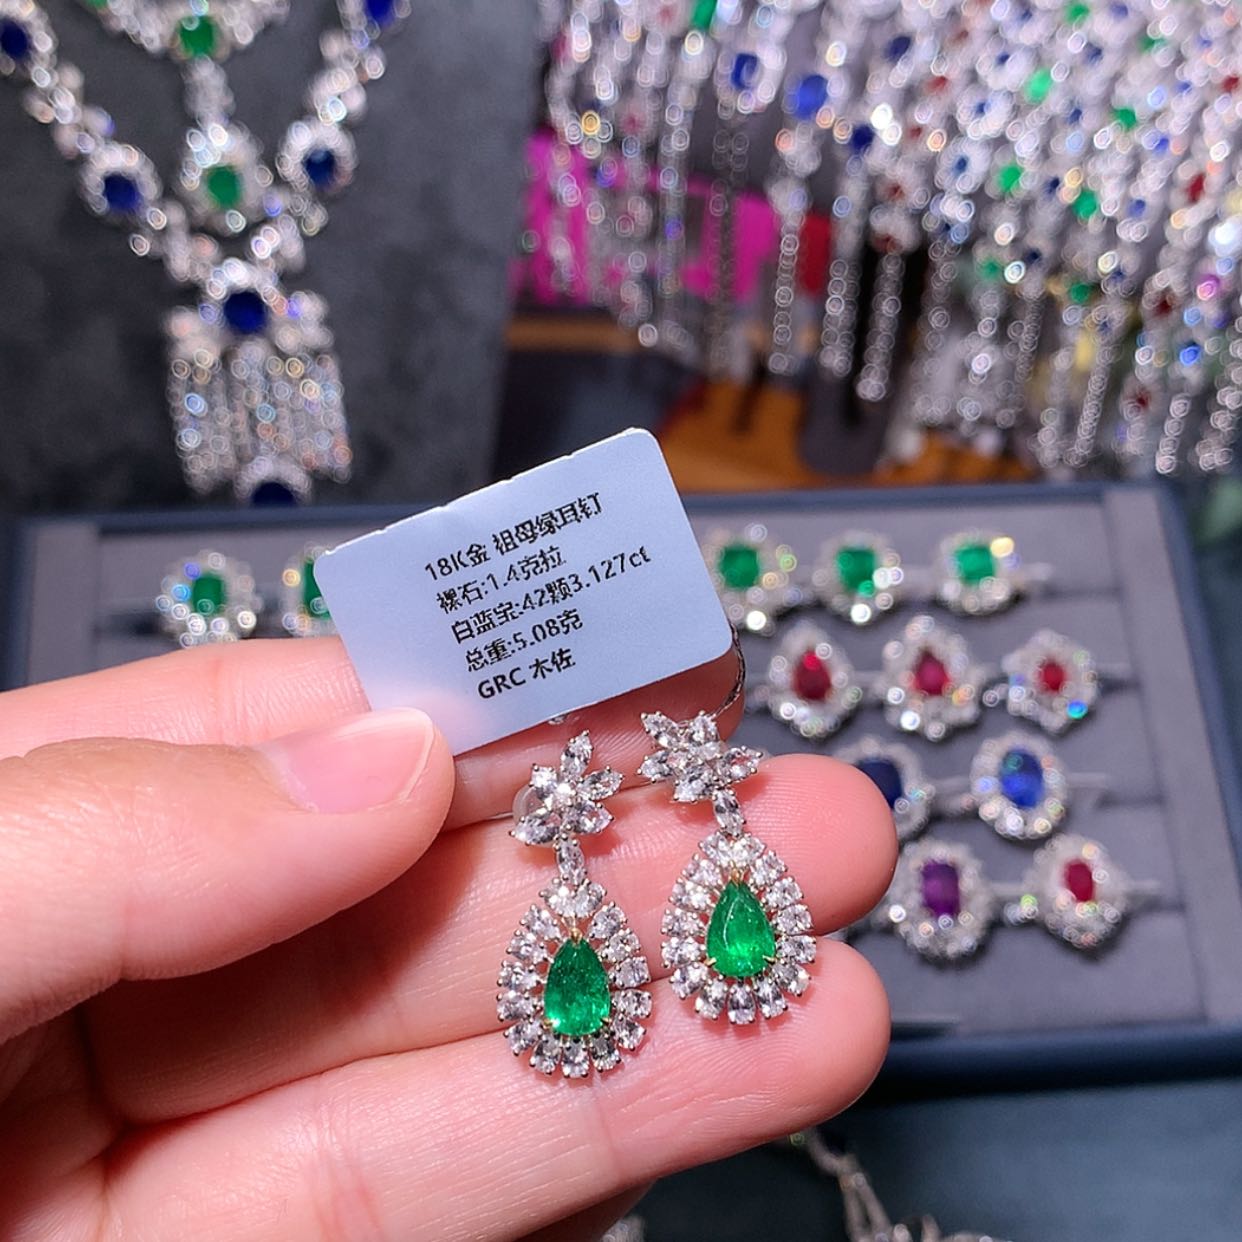 18K金 祖母绿耳钉
裸石:1.4克拉
白蓝宝:42颗3.127ct
总重:5.08克
GRC 木佐